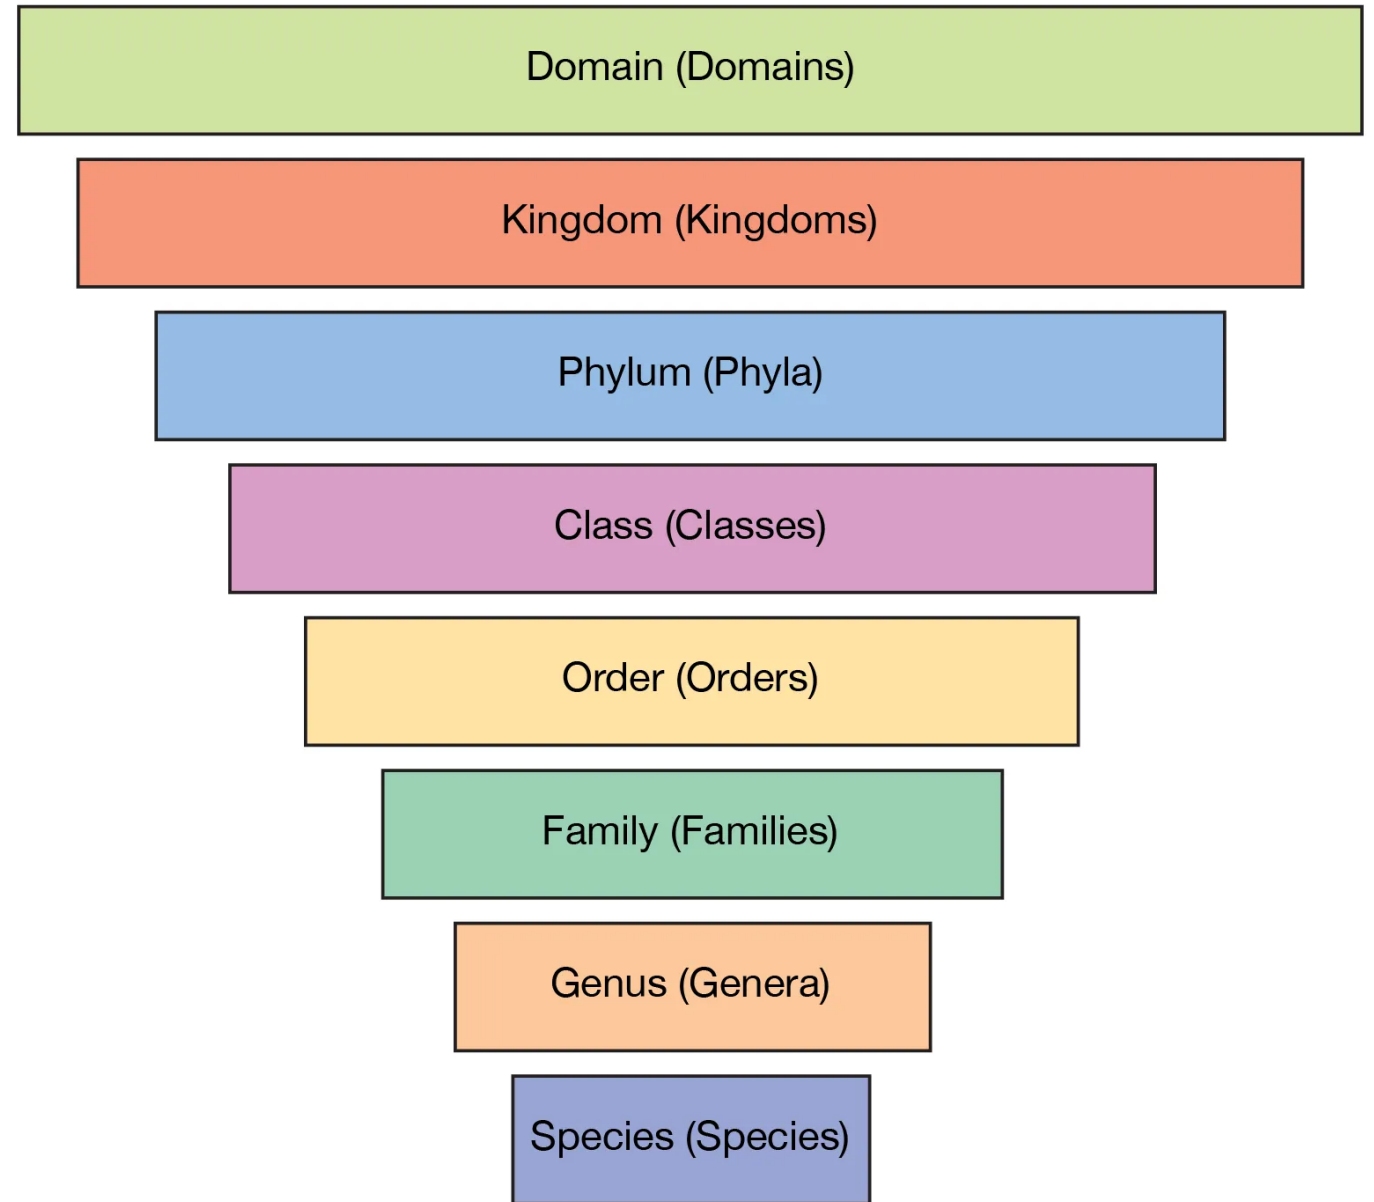 Domain (Domains)
Kingdom (Kingdoms)
Phylum (Phyla)
Class (Classes)
Order (Orders)
Family (Families)
Genus (Genera)
Species (Species)